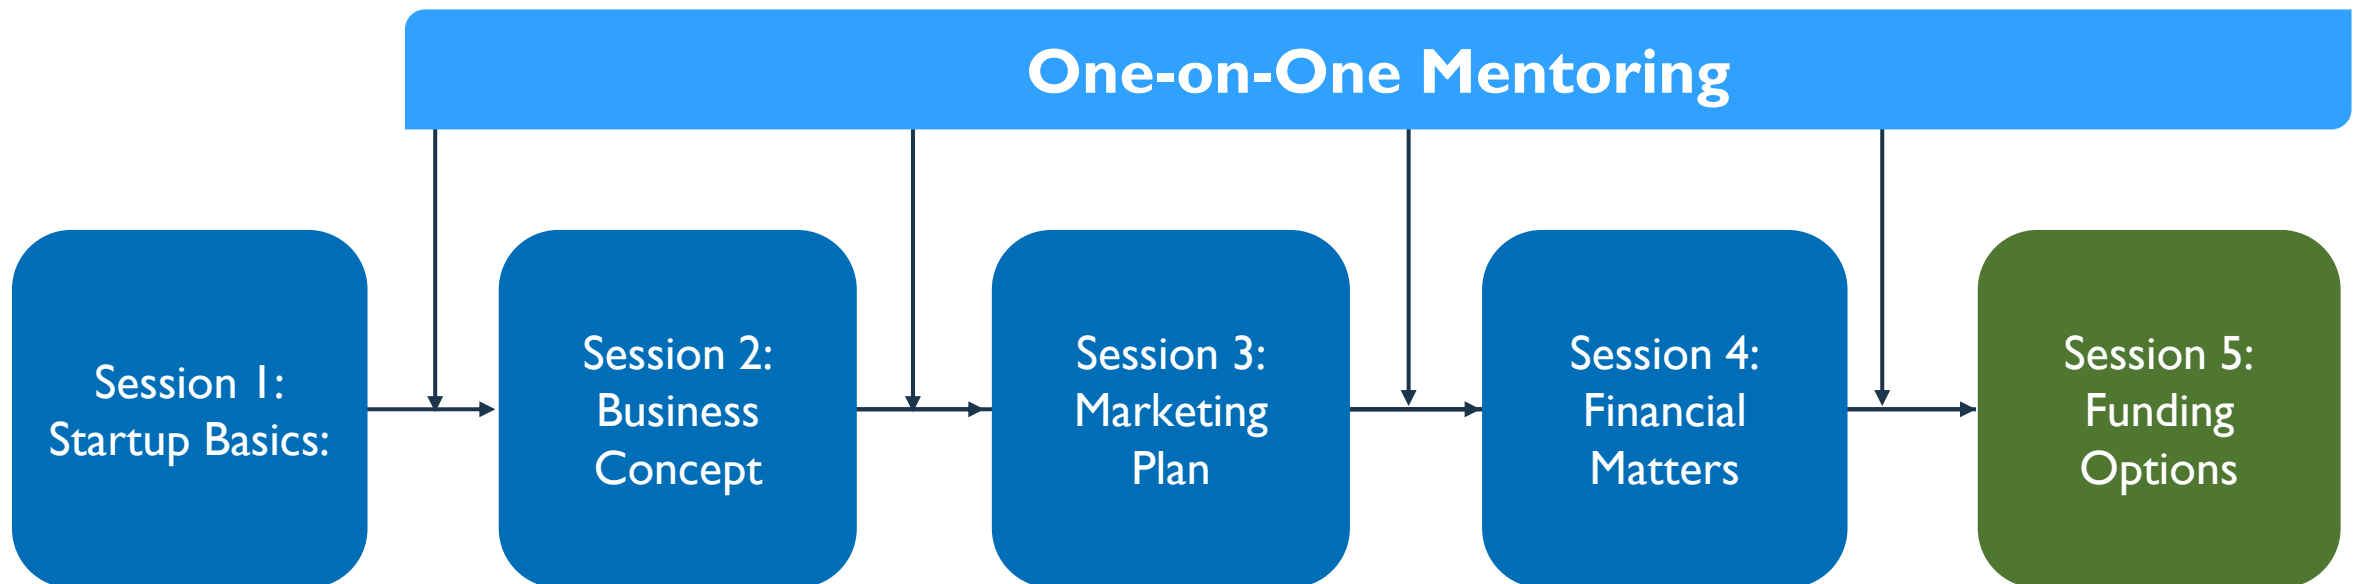 One-on-One Mentoring
Session 1:
Startup Basics:
Session 2:
Business
Concept
Session 3:
Marketing
Plan
Session 4:
Financial
Matters
Session 5:
Funding
Options